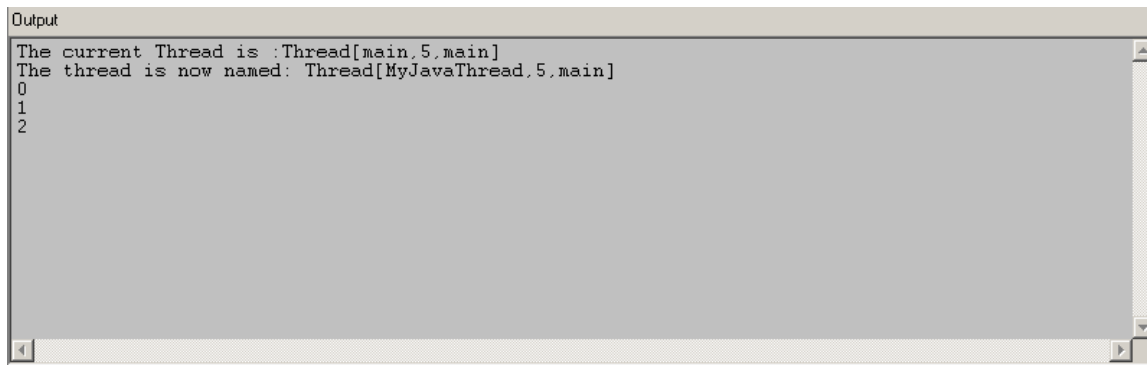 Output
The current Thread is :Thread[main,5,main]
The thread is now named: Thread[MyJavaThread,5,main]
0
1
2